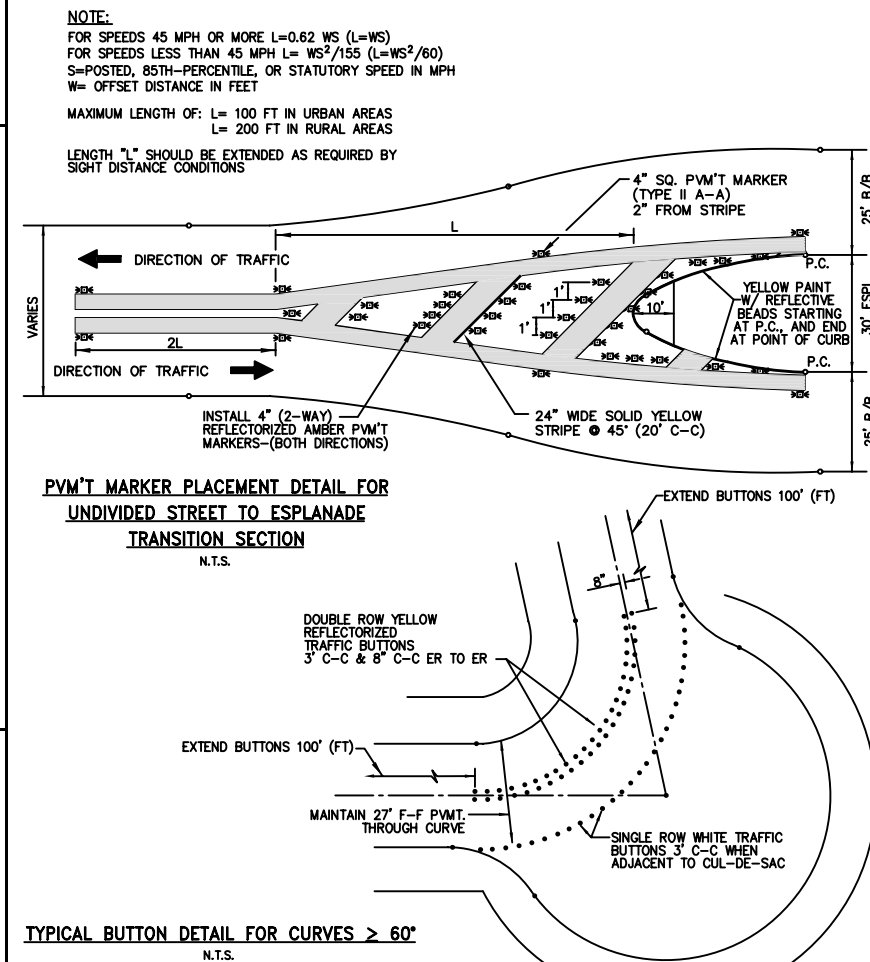 NOTE:
FOR SPEEDS 45 MPH OR MORE L=0.62 WS (L=WS)
FOR SPEEDS LESS THAN 45 MPH L= WS²/155 (L=WS²/60)
S=POSTED, 85TH-PERCENTILE, OR STATUTORY SPEED IN MPH
W= OFFSET DISTANCE IN FEET
MAXIMUM LENGTH OF: L= 100 FT IN URBAN AREAS
L= 200 FT IN RURAL AREAS
LENGTH "L" SHOULD BE EXTENDED AS REQUIRED BY
SIGHT DISTANCE CONDITIONS
4" SQ. PVM'T MARKER
(TYPE II A-A)
2" FROM STRIPE
25' B/B
L
DIRECTION OF TRAFFIC
P.C.
VARIES
1'
1'
10'
YELLOW PAINT
W/ REFLECTIVE
BEADS STARTING
AT P.C., AND END
AT POINT OF CURB
30' ESPL
2L
P.C.
DIRECTION OF TRAFFIC
25' B/B
INSTALL 4" (2-WAY)
REFLECTORIZED AMBER PVM'T
MARKERS-(BOTH DIRECTIONS)
24" WIDE SOLID YELLOW
STRIPE @ 45° (20' C-C)
PVM'T MARKER PLACEMENT DETAIL FOR
UNDIVIDED STREET TO ESPLANADE
TRANSITION SECTION
N.T.S.
EXTEND BUTTONS 100' (FT)
8"
DOUBLE ROW YELLOW
REFLECTORIZED
TRAFFIC BUTTONS
3' C-C & 8" C-C ER TO ER
EXTEND BUTTONS 100' (FT)
MAINTAIN 27' F-F PVMT.
THROUGH CURVE
SINGLE ROW WHITE TRAFFIC
BUTTONS 3' C-C WHEN
ADJACENT TO CUL-DE-SAC
TYPICAL BUTTON DETAIL FOR CURVES ≥ 60°
N.T.S.